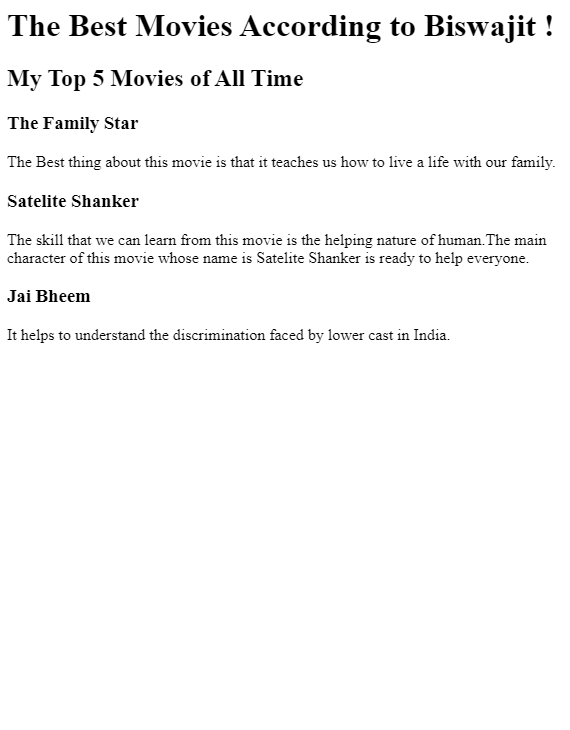 The Best Movies According to Biswajit !
My Top 5 Movies of All Time
The Family Star
The Best thing about this movie is that it teaches us how to live a life with our family.
Satelite Shanker
The skill that we can learn from this movie is the helping nature of human.The main
character of this movie whose name is Satelite Shanker is ready to help everyone.
Jai Bheem
It helps to understand the discrimination faced by lower cast in India.